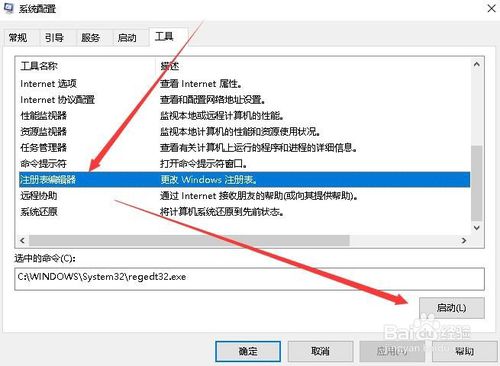 系统配置
常规 引导 服务 启动 工具
工具名称 描述
Internet 选项 查看 Internet 属性。
Internet 协议配置 查看和配置网络地址设置。
性能监视器 监视本地或远程计算机的性能。
资源监视器 监视本地计算机的性能和资源使用状况。
任务管理器 查看有关计算机上运行的程序和进程的详细信息。
命令提示符 打开命令提示符窗口。
注册表编辑器 更改 Windows 注册表。
远程协助 通过 Internet 接收朋友的帮助(或向其提供帮助)。
系统还原 将计算机系统还原到先前状态。
选中的命令(C):
C:\WINDOWS\System32\regedt32.exe
启动(L)
Baidu经验
jingyan.baidu.com
确定 取消 应用(A) 帮助